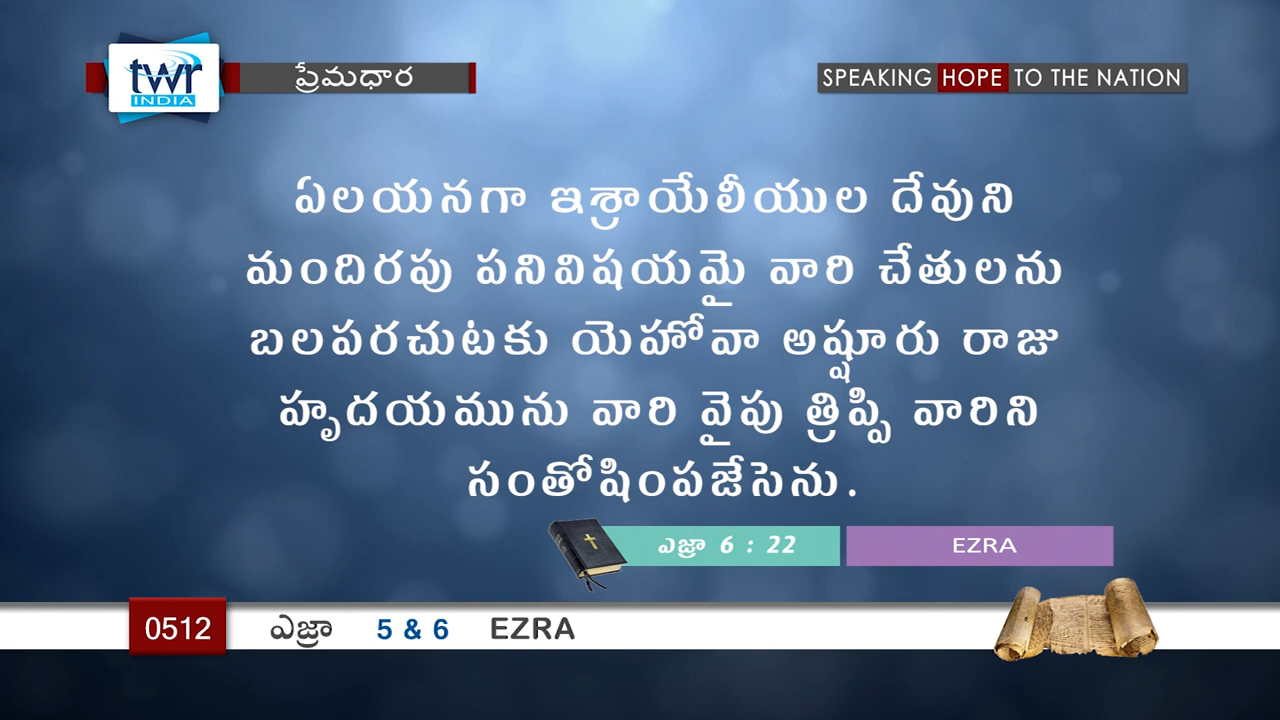 twr
INDIA
ప్రేమధార
SPEAKING HOPE TO THE NATION
ఏలయనగా ఇశ్రాయేలీయుల దేవుని
మందిరపు పనివిషయమై వారి చేతులను
బలపరచుటకు యెహోవా అష్షూరు రాజు
హృదయమును వారి వైపు త్రిప్పి వారిని
సంతోషింపజేసెను.
ఎజ్రా 6 : 22
EZRA
0512 ఎజ్రా 5 & 6 EZRA